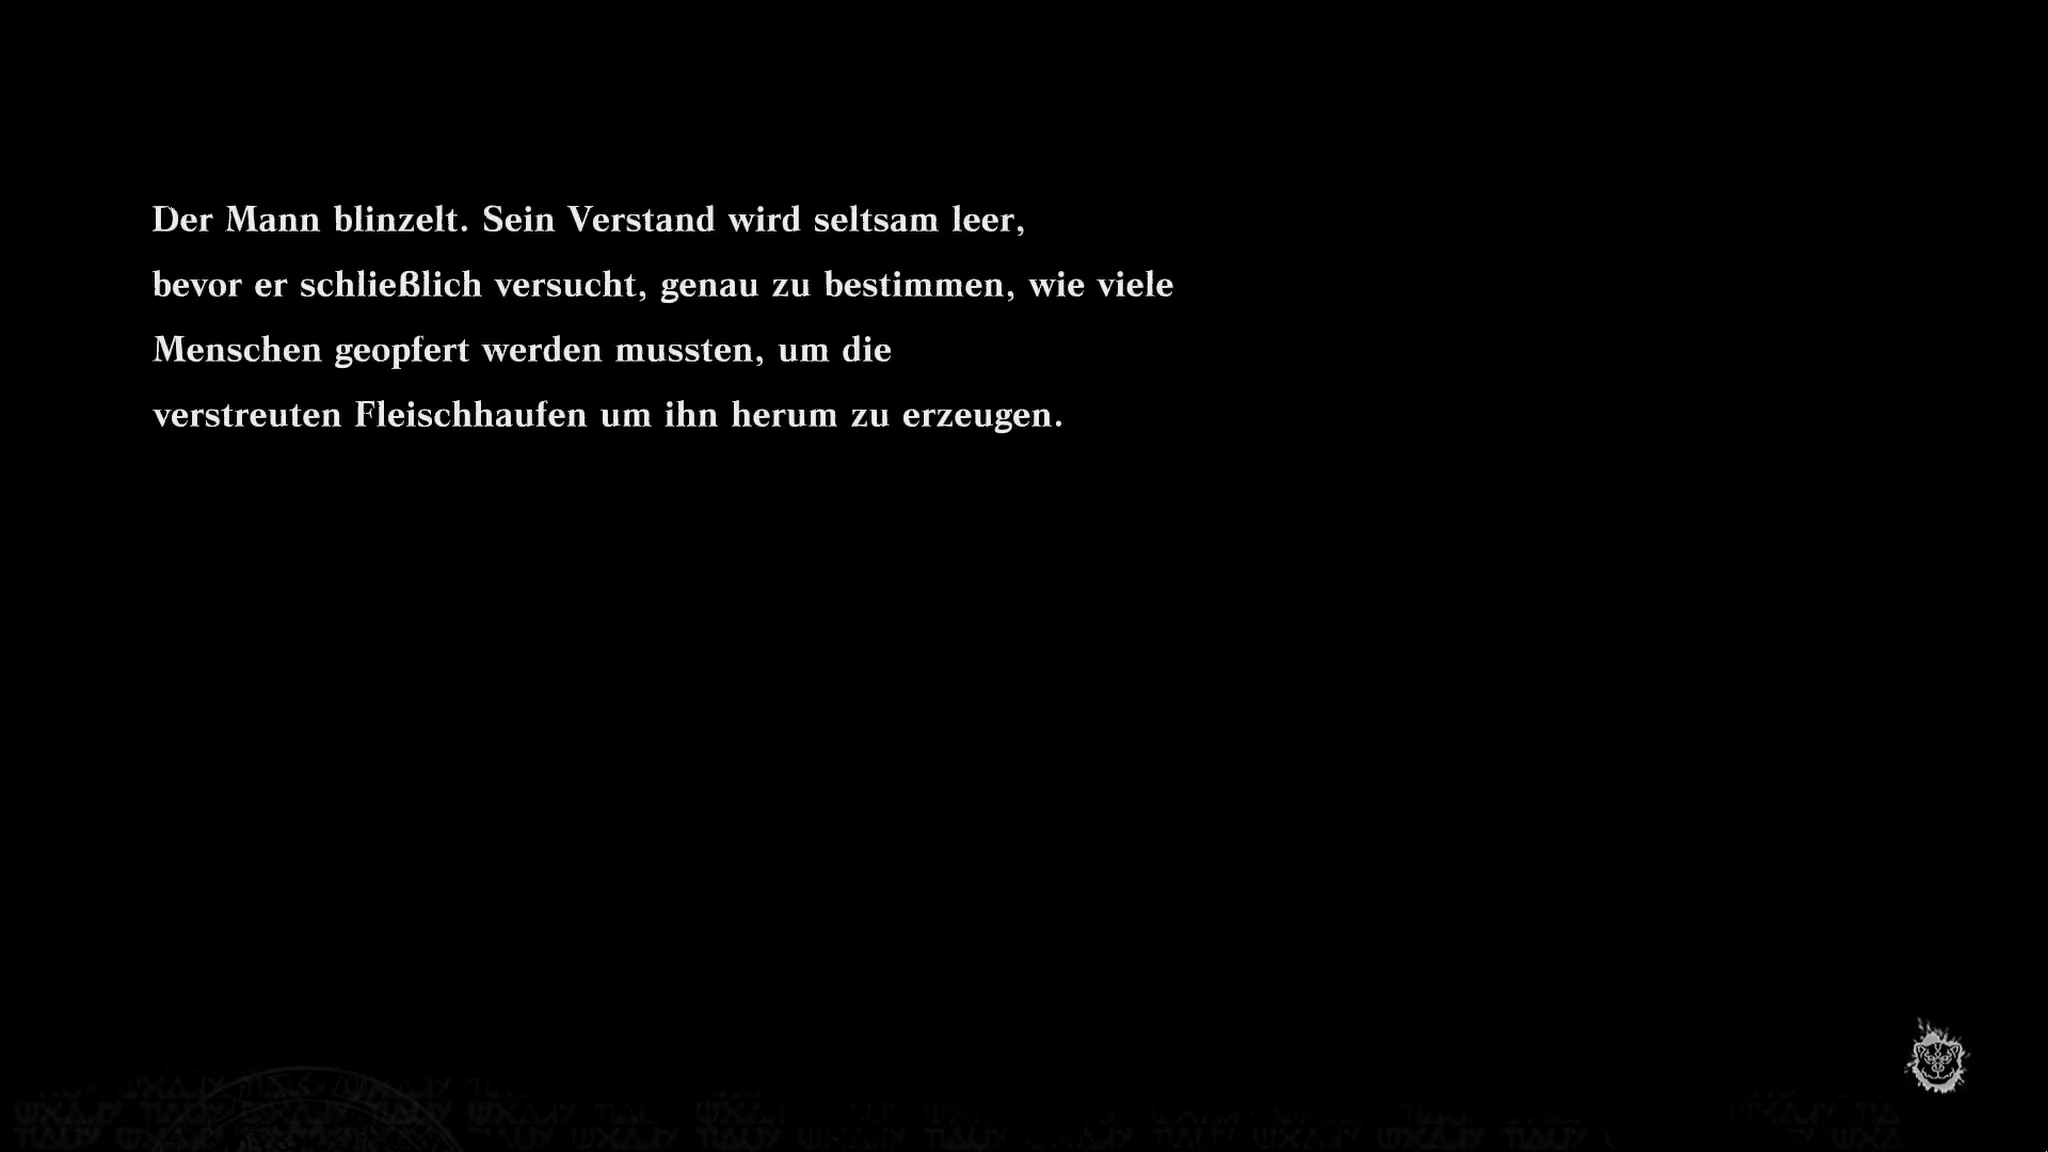 Der Mann blinzelt. Sein Verstand wird seltsam leer,
bevor er schließlich versucht, genau zu bestimmen, wie viele
Menschen geopfert werden mussten, um die
verstreuten Fleischhaufen um ihn herum zu erzeugen.